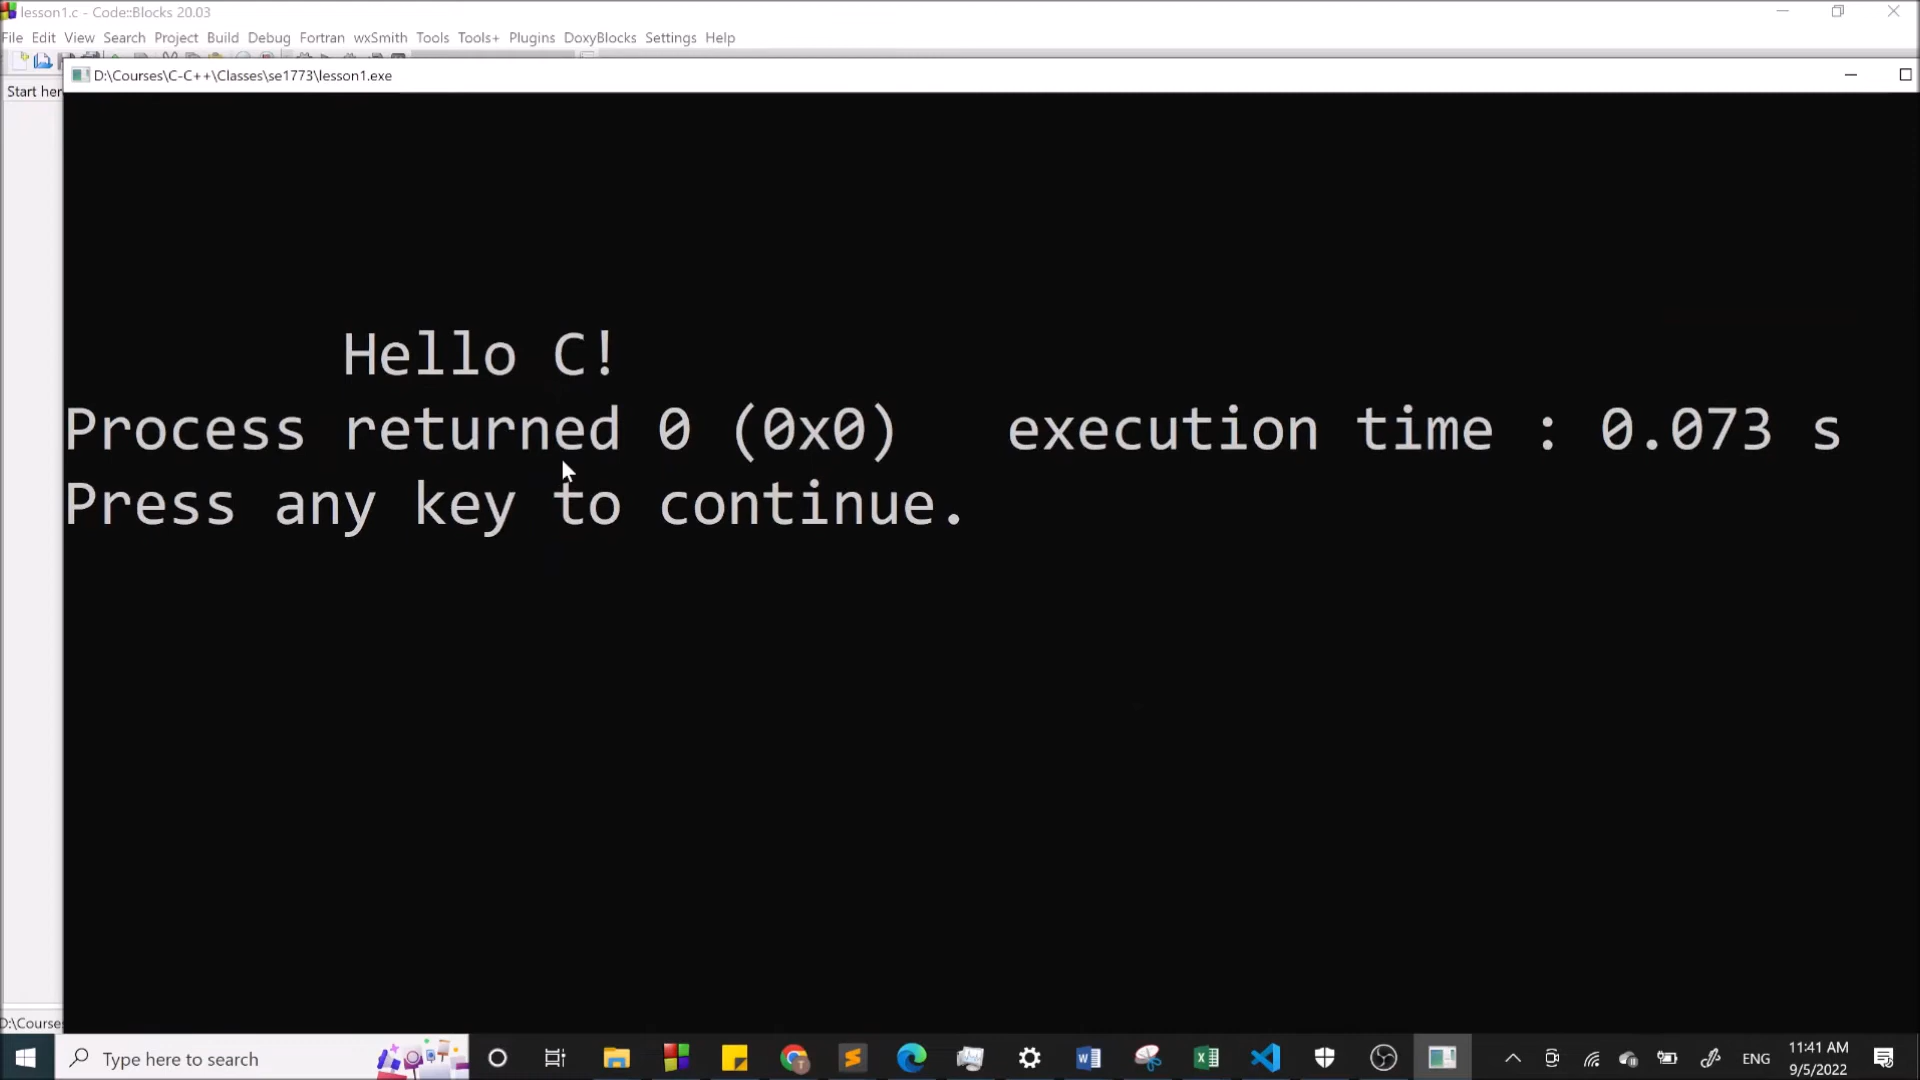 lesson1.c - Code::Blocks 20.03
File Edit View Search Project Build Debug Fortran wxSmith Tools Tools+ Plugins DoxyBlocks Settings Help
D:\Courses\C-C++\Classes\se1773\lesson1.exe
Start her
Hello C!
Process returned 0 (0x0)   execution time : 0.073 s
Press any key to continue.
D:\Course
Type here to search
ENG
11:41 AM
9/5/2022